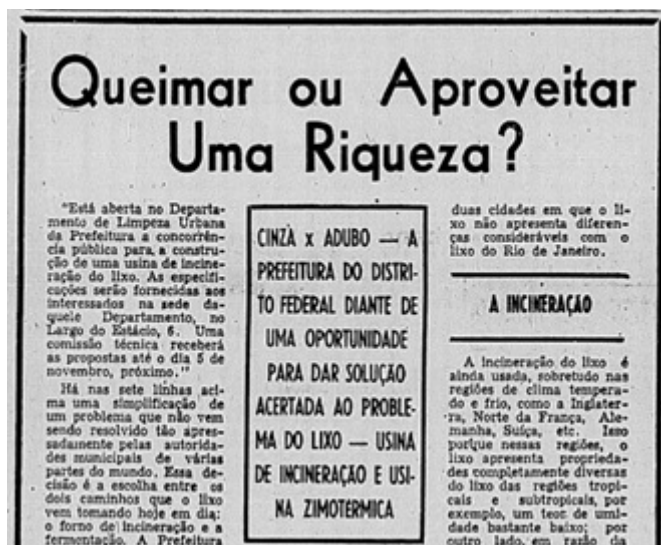 Queimar ou Aproveitar
Uma Riqueza?
"Está aberta no Departa-
mento de Limpeza Urbana
da Prefeitura a concorrên-
cia pública para, a constru-
ção de uma usina de incine-
ração do lixo. As especifi-
cações serão fornecidas aos
interessados na sede da-
quele Departamento, no
Largo do Estácio, 6. Uma
comissão técnica receberá
as propostas até o dia 5 de
novembro, próximo."
Há nas sete linhas aci-
ma uma simplificação de
um problema que não vem
sendo resolvido tão apres-
sadamente pelas autorida-
des municipais de várias
partes do mundo. Essa de-
cisão é a escolha entre os
dois caminhos que o lixo
vem tomando hoje em dia:
o forno de incineração e a
fermentação. A Prefeitura
CINZA x ADUBO — A
PREFEITURA DO DISTRI-
TO FEDERAL DIANTE DE
UMA OPORTUNIDADE
PARA DAR SOLUÇÃO
ACERTADA AO PROBLE-
MA DO LIXO — USINA
DE INCINERAÇÃO E USI-
NA ZIMOTÉRMICA
duas cidades em que o li-
xo não apresenta diferen-
ças consideráveis com o
lixo do Rio de Janeiro.
A INCINERAÇÃO
A incineração do lixo é
ainda usada, sobretudo nas
regiões de clima tempera-
do e frio, como a Inglater-
ra, Norte da França, Ale-
manha, Suíça, etc. Isso
porque nessas regiões, o
lixo apresenta proprieda-
des completamente diversas
do lixo das regiões tropi-
cais e subtropicais, por
exemplo, um teor de umi-
dade bastante baixo; por
outro lado, em razão da